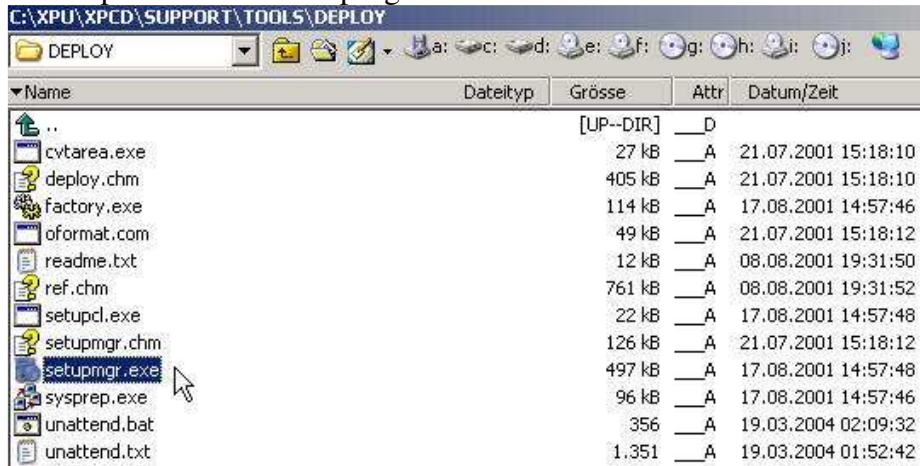 C:\XPU\XPCD\SUPPORT\TOOLS\DEPLOY
DEPLOY a: c: d: e: f: g: h: i: j:
Name Dateityp Grösse Attr Datum/Zeit
.. [UP--DIR] ___D
cvtarea.exe 27 kB ___A 21.07.2001 15:18:10
deploy.chm 405 kB ___A 21.07.2001 15:18:10
factory.exe 114 kB ___A 17.08.2001 14:57:46
oformat.com 49 kB ___A 21.07.2001 15:18:12
readme.txt 12 kB ___A 08.08.2001 19:31:50
ref.chm 761 kB ___A 08.08.2001 19:31:52
setupcl.exe 22 kB ___A 17.08.2001 14:57:48
setupmgr.chm 126 kB ___A 21.07.2001 15:18:12
setupmgr.exe 497 kB ___A 17.08.2001 14:57:48
sysprep.exe 96 kB ___A 17.08.2001 14:57:46
unattend.bat 356 ___A 19.03.2004 02:09:32
unattend.txt 1.351 ___A 19.03.2004 01:52:42